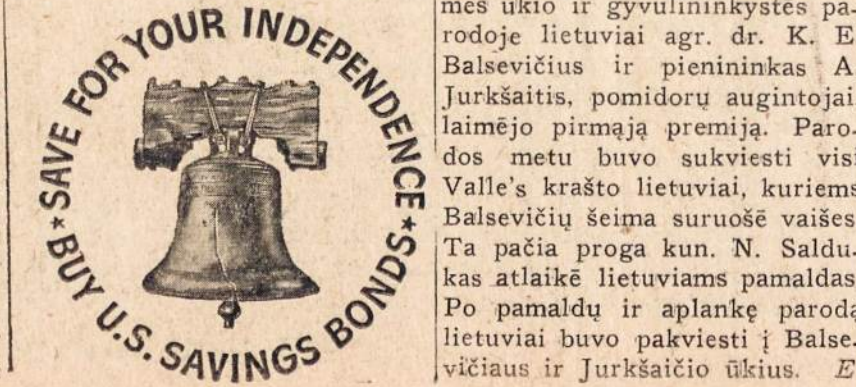 SAVE FOR YOUR INDEPENDENCE
* BUY U.S. SAVINGS BONDS *
mės ūkio ir gyvulininkystės pa-
rodoje lietuviai agr. dr. K. E
Balsevičius ir pienininkas A
Jurkšaitis, pomidorų augintojai
laimėjo pirmąją premiją. Paro-
dos metu buvo sukviesti visi
Valle's krašto lietuviai, kuriems
Balsevičių šeima suruošė vaišes
Ta pačia proga kun. N. Saldu-
kas atlaikė lietuviams pamaldas
Po pamaldų ir aplankę parodą
lietuviai buvo pakviesti į Balse-
vičiaus ir Jurkšaičio ūkius. E